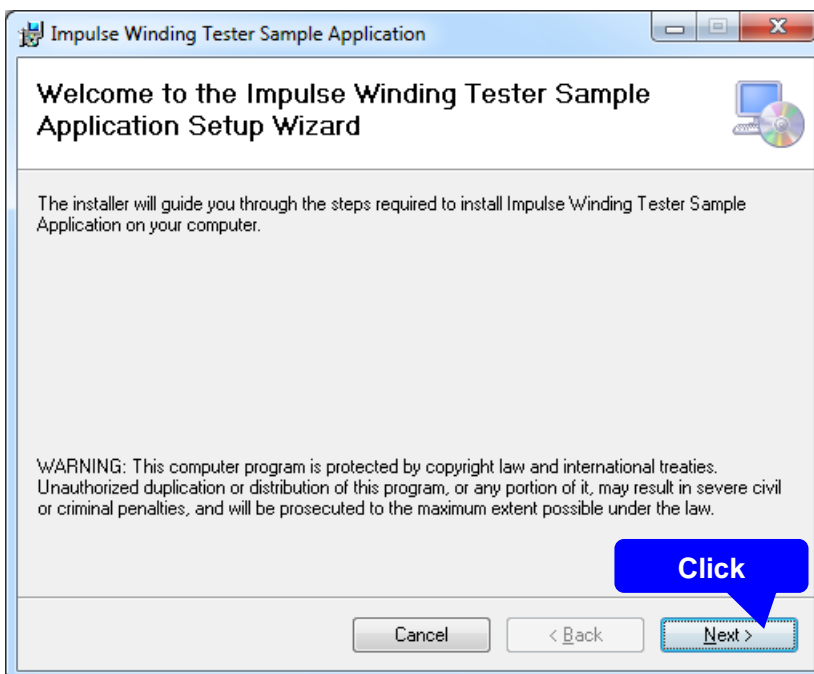 Impulse Winding Tester Sample Application
Welcome to the Impulse Winding Tester Sample
Application Setup Wizard
The installer will guide you through the steps required to install Impulse Winding Tester Sample
Application on your computer.
WARNING: This computer program is protected by copyright law and international treaties.
Unauthorized duplication or distribution of this program, or any portion of it, may result in severe civil
or criminal penalties, and will be prosecuted to the maximum extent possible under the law.
Click
Cancel < Back Next >